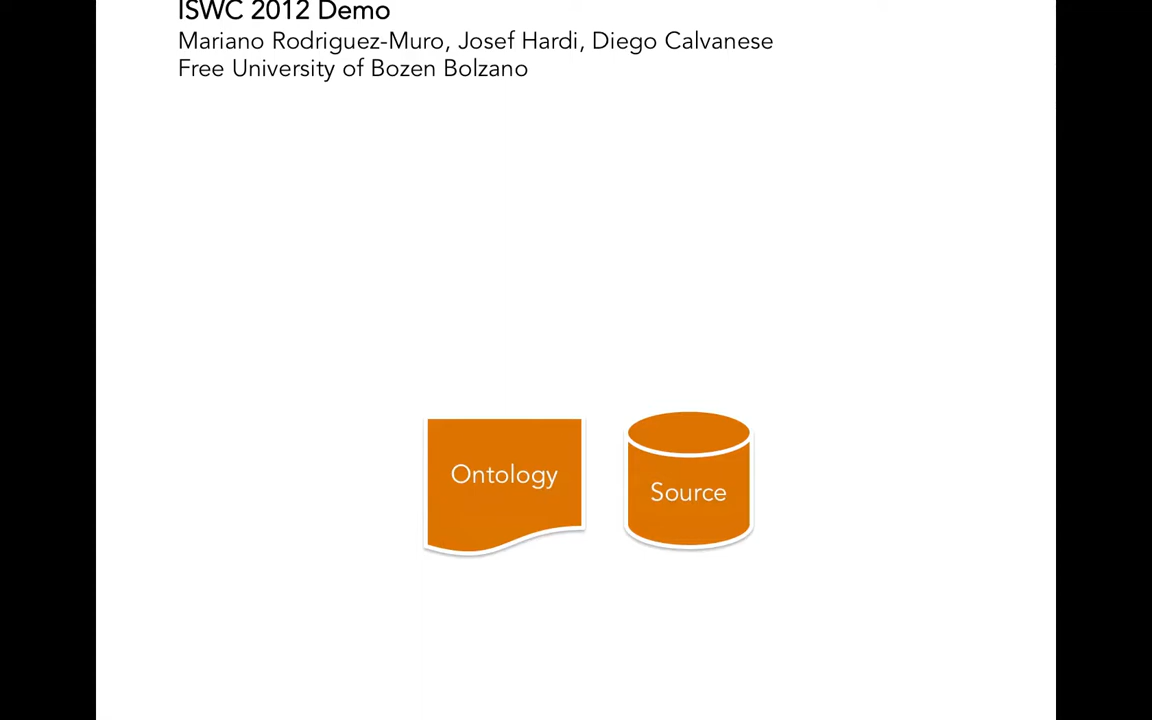 ISWC 2012 Demo
Mariano Rodriguez-Muro, Josef Hardi, Diego Calvanese
Free University of Bozen Bolzano
Ontology
Source